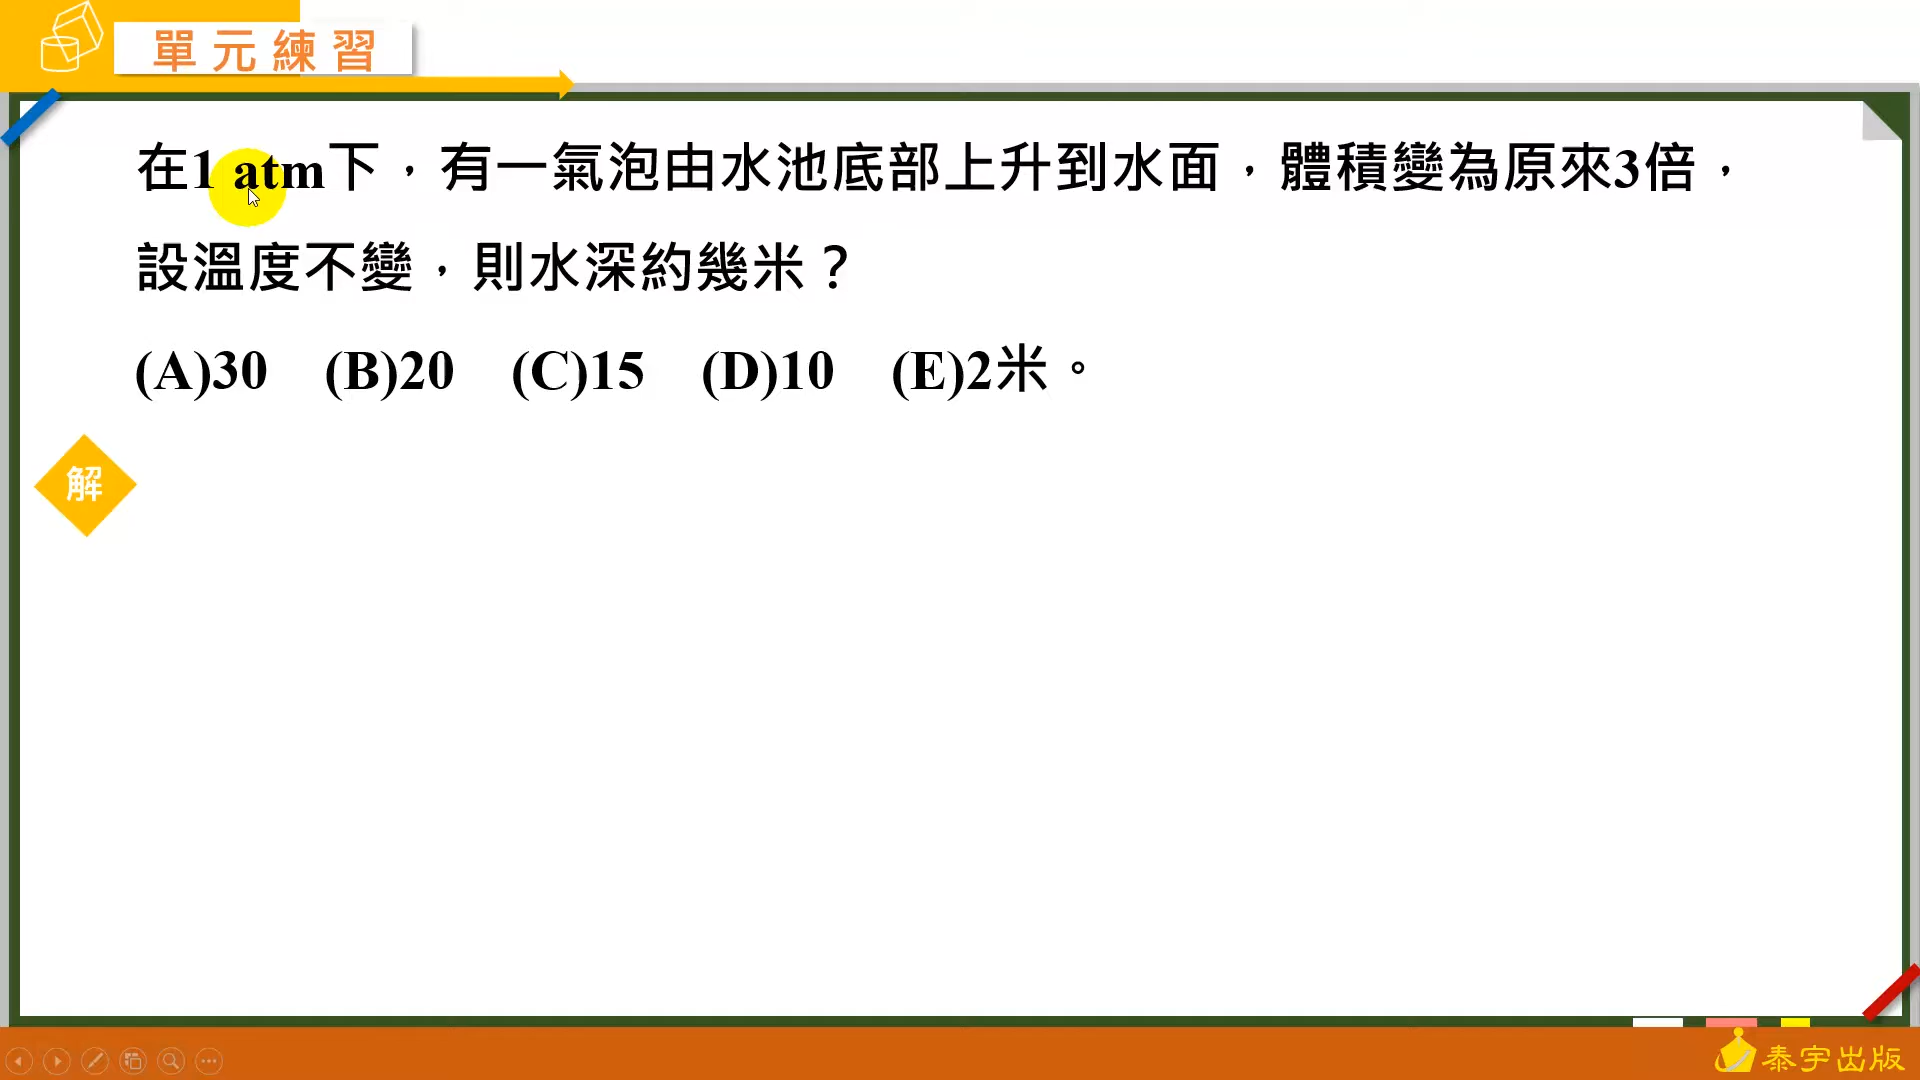 單元練習
在1 atm下，有一氣泡由水池底部上升到水面，體積變為原來3倍，
設溫度不變，則水深約幾米？
(A)30 (B)20 (C)15 (D)10 (E)2米。
解
泰宇出版